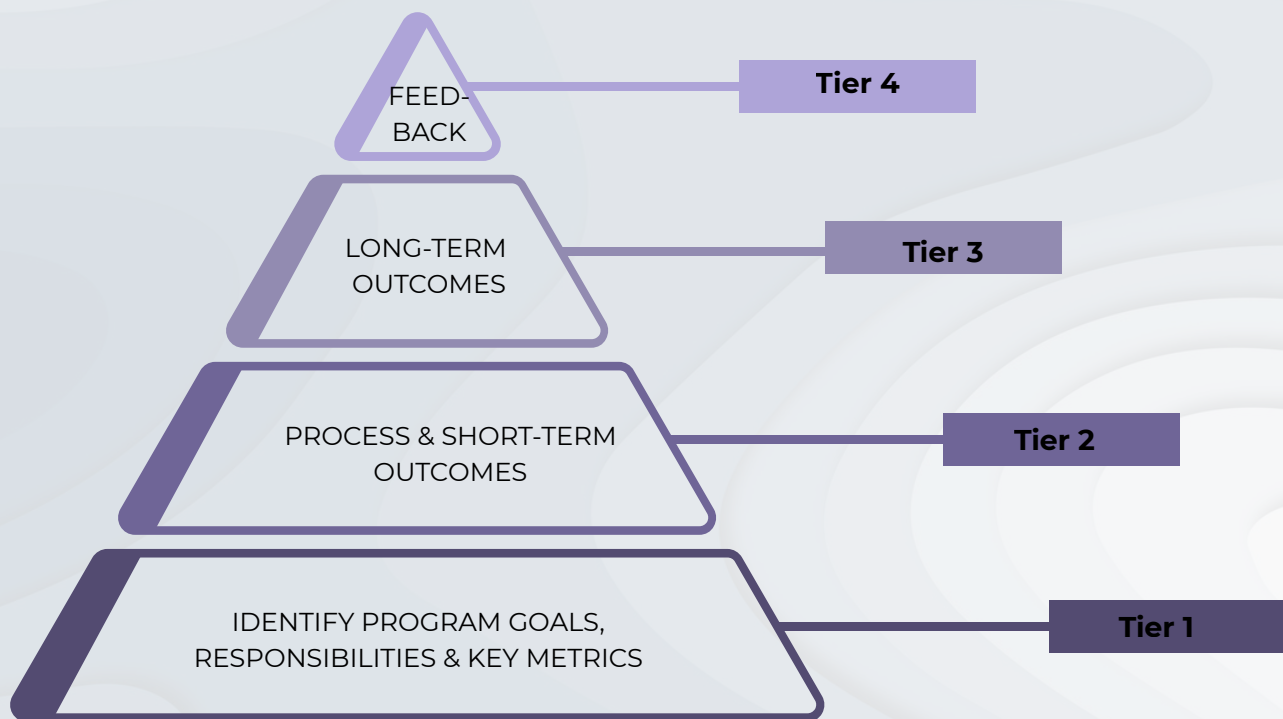 FEED-
BACK
Tier 4
LONG-TERM
OUTCOMES
Tier 3
PROCESS & SHORT-TERM
OUTCOMES
Tier 2
IDENTIFY PROGRAM GOALS,
RESPONSIBILITIES & KEY METRICS
Tier 1